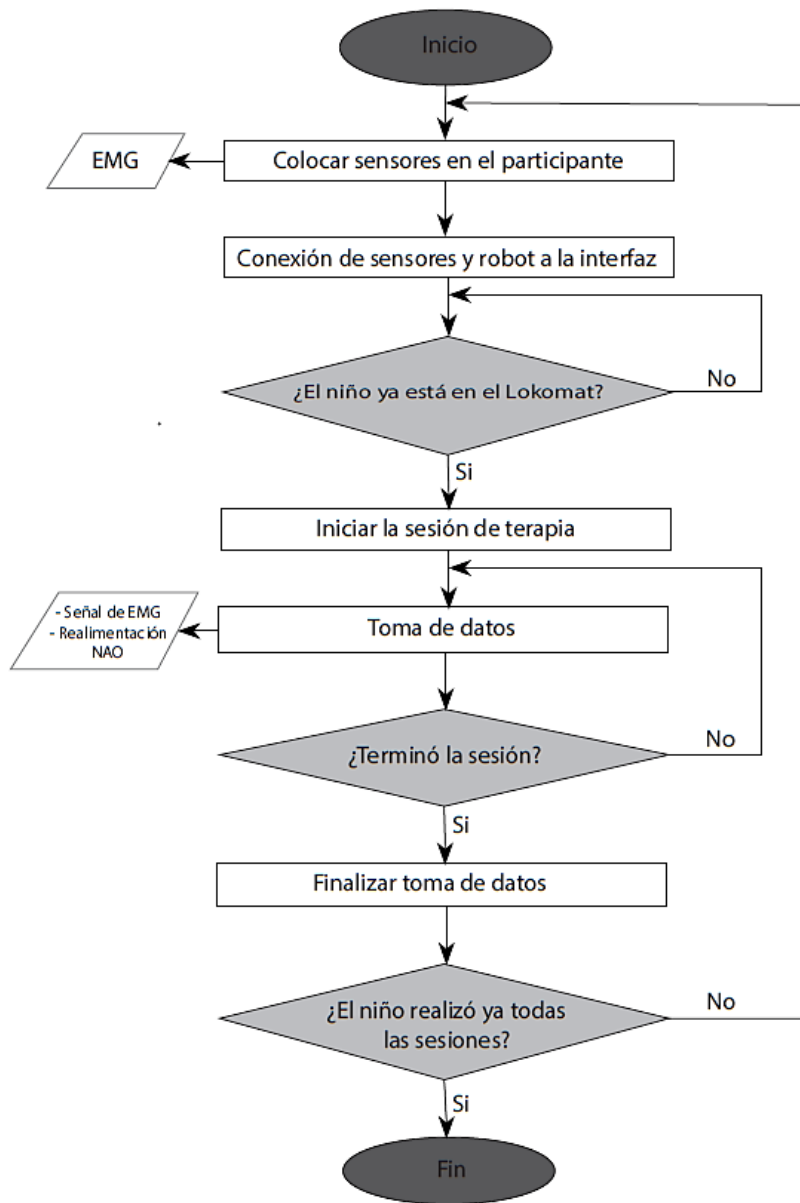 Inicio
EMG
Colocar sensores en el participante
Conexión de sensores y robot a la interfaz
¿El niño ya está en el Lokomat?
No
Si
Iniciar la sesión de terapia
- Señal de EMG
- Realimentación
NAO
Toma de datos
¿Terminó la sesión?
No
Si
Finalizar toma de datos
¿El niño realizó ya todas
las sesiones?
No
Si
Fin